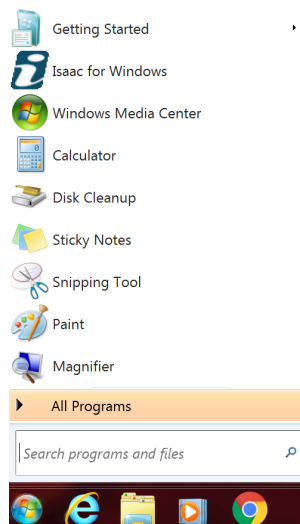 Getting Started
Isaac for Windows
Windows Media Center
Calculator
Disk Cleanup
Sticky Notes
Snipping Tool
Paint
Magnifier
All Programs
Search programs and files